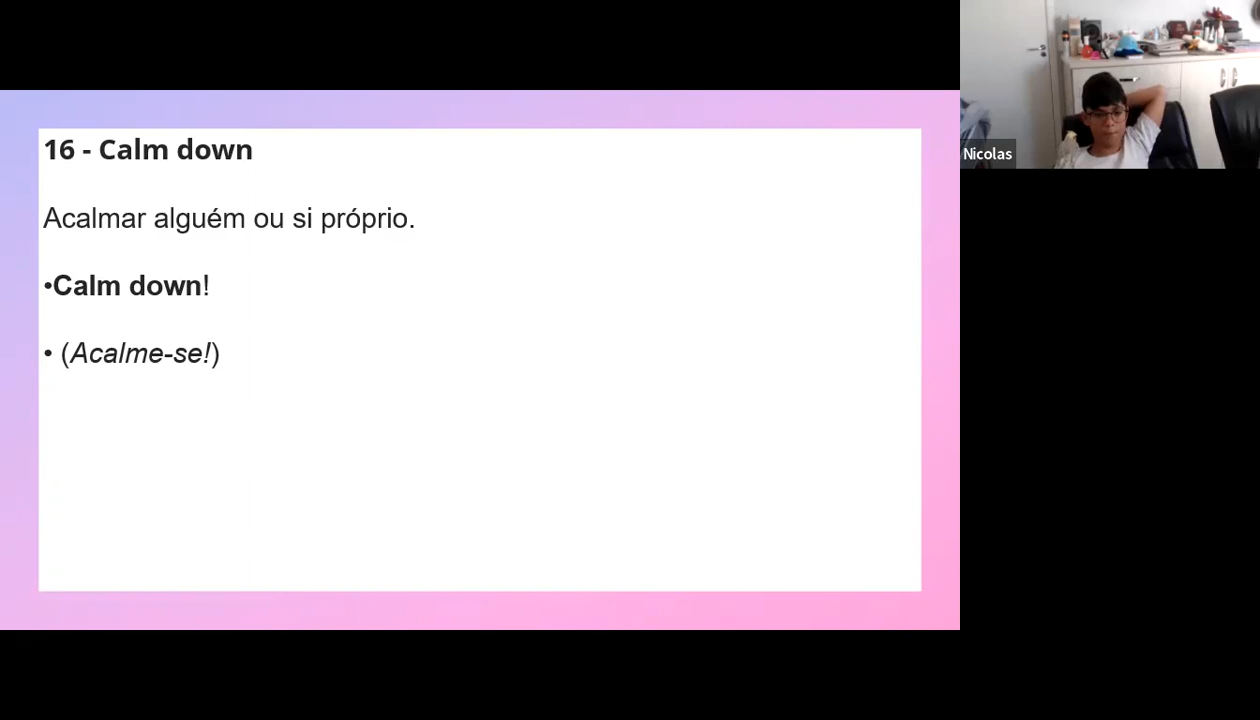 16 - Calm down
Acalmar alguém ou si próprio.
•Calm down!
• (Acalme-se!)
Nicolas